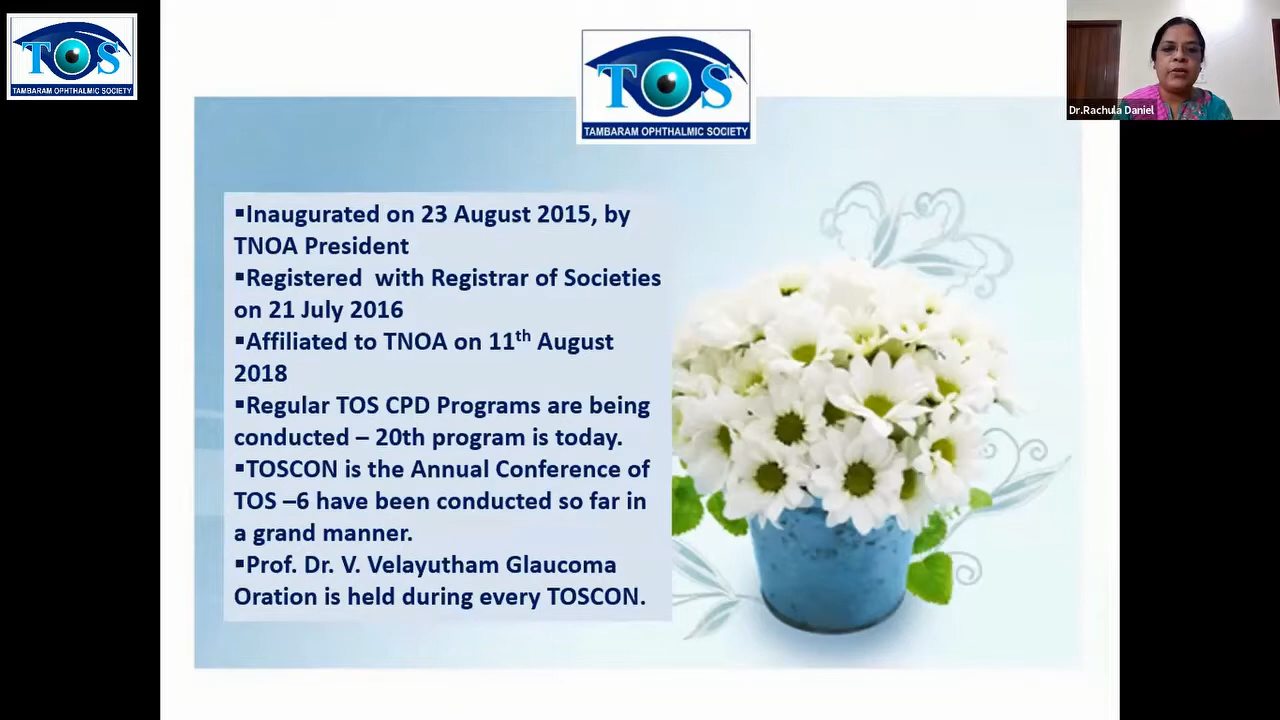 TOS
TAMBARAM OPHTHALMIC SOCIETY
TOS
TAMBARAM OPHTHALMIC SOCIETY
Dr.Rachula Daniel
▪Inaugurated on 23 August 2015, by
TNOA President
▪Registered with Registrar of Societies
on 21 July 2016
▪Affiliated to TNOA on 11th August
2018
▪Regular TOS CPD Programs are being
conducted – 20th program is today.
▪TOSCON is the Annual Conference of
TOS –6 have been conducted so far in
a grand manner.
▪Prof. Dr. V. Velayutham Glaucoma
Oration is held during every TOSCON.